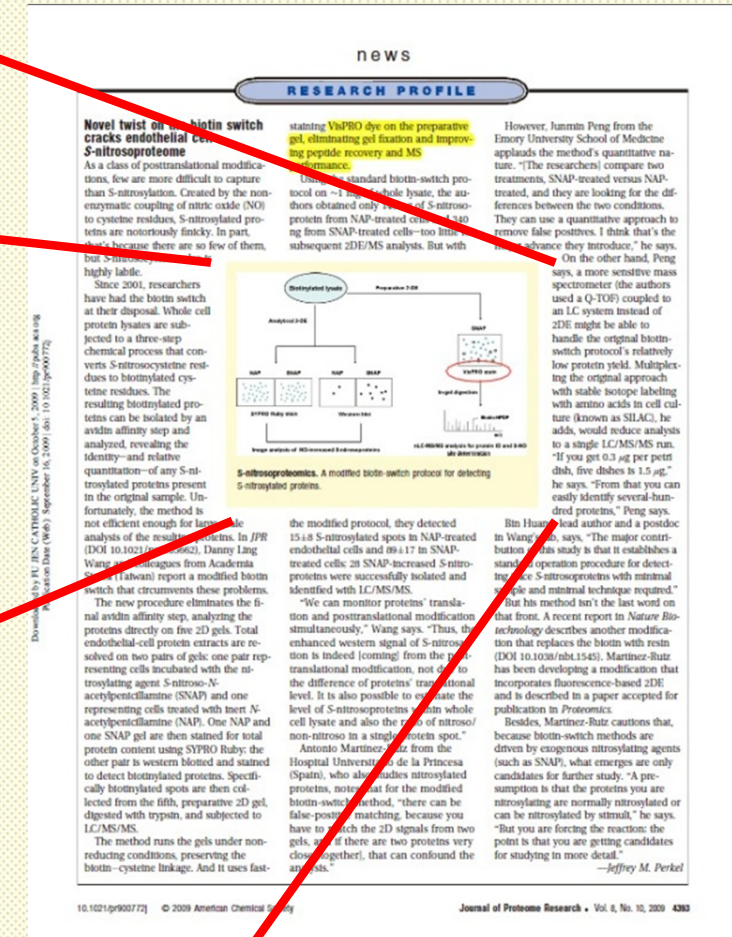 news
RESEARCH PROFILE
Novel twist on biotin switch
cracks endothelial
S-nitrosoproteome
As a class of posttranslational modifica-
tions, few are more difficult to capture
than S-nitrosylation. Created by the non-
enzymatic coupling of nitric oxide (NO)
to cysteine residues, S-nitrosylated pro-
teins are notoriously finicky. In part,
that's because there are so few of them,
but
highly labile.
Since 2001, researchers
have had the biotin switch
at their disposal. Whole cell
protein lysates are sub-
jected to a three-step
chemical process that con-
verts S-nitrosocysteine resi-
dues to biotinylated cys-
teine residues. The
resulting biotinylated pro-
teins can be isolated by an
avidin affinity step and
analyzed, revealing the
identity—and relative
quantitation—of any S-ni-
trosylated proteins present
in the original sample. Un-
fortunately, the method is
not efficient enough for
analysis of the resulting proteins. In JPR
(DOI Danny Ling
Wang colleagues from Academia
(Taiwan) report a modified biotin
switch that circumvents these problems.
The new procedure eliminates the fi-
nal avidin affinity step, analyzing the
proteins directly on five 2D gels. Total
endothelial-cell protein extracts are re-
solved on two pairs of gels: one pair rep-
resenting cells incubated with the ni-
trosylating agent S-nitroso-N-
acetylpenicillamine (SNAP) and one
representing cells treated with inert N-
acetylpenicillamine (NAP). One NAP and
one SNAP gel are then stained for total
protein content using SYPRO Ruby; the
other pair is western blotted and stained
to detect biotinylated proteins. Specifi-
cally biotinylated spots are then col-
lected from the fifth, preparative 2D gel,
digested with trypsin, and subjected to
LC/MS/MS.
The method runs the gels under non-
reducing conditions, preserving the
biotin–cysteine linkage. And it uses fast-
staining VisPRO dye on the preparative
gel, eliminating gel fixation and improv-
ing peptide recovery and MS
performance.
Using the standard biotin-switch pro-
tocol on ~1 whole lysate, the au-
thors obtained only of S-nitroso-
protein from NAP-treated cells 340
ng from SNAP-treated cells—too little
subsequent 2DE/MS analysis. But with
Biotinylated lysate
Preparative 2-DE
Analytical 2-DE
SNAP
VisPRO stain
NAP SNAP NAP SNAP
In-gel digestion
SYPRO Ruby stain Western blot
Image analysis of NO-increased S-nitrosoproteins
nLC-MS/MS analysis for protein ID and S-NO
site determination
S-nitrosoproteomics. A modified biotin-switch protocol for detecting
S-nitrosylated proteins.
the modified protocol, they detected
15±8 S-nitrosylated spots in NAP-treated
endothelial cells and 89±17 in SNAP-
treated cells; 28 SNAP-increased S-nitro-
proteins were successfully isolated and
identified with LC/MS/MS.
"We can monitor proteins' transla-
tion and posttranslational modification
simultaneously," Wang says. "Thus, the
enhanced western signal of S-nitrosa-
tion is indeed [coming] from the
translational modification, not due to
the difference of proteins' translational
level. It is also possible to estimate the
level of S-nitrosoproteins within whole
cell lysate and also the ratio of nitroso/
non-nitroso in a single protein spot."
Antonio Martínez-Ruiz from the
Hospital Universitario de la Princesa
(Spain), who also studies nitrosylated
proteins, notes that for the modified
biotin-switch method, "there can be
false-positive matching, because you
have to match the 2D signals from two
gels, and if there are two proteins very
close [together], that can confound the
analysis."
However, Junmin Peng from the
Emory University School of Medicine
applauds the method's quantitative na-
ture. "[The researchers] compare two
treatments, SNAP-treated versus NAP-
treated, and they are looking for the dif-
ferences between the two conditions.
They can use a quantitative approach to
remove false positives. I think that's the
advance they introduce," he says.
On the other hand, Peng
says, a more sensitive mass
spectrometer (the authors
used a Q-TOF) coupled to
an LC system instead of
2DE might be able to
handle the original biotin-
switch protocol's relatively
low protein yield. Multiplex-
ing the original approach
with stable isotope labeling
with amino acids in cell cul-
ture (known as SILAC), he
adds, would reduce analysis
to a single LC/MS/MS run.
"If you get 0.3 μg per petri
dish, five dishes is 1.5 μg,"
he says. "From that you can
easily identify several-hun-
dred proteins," Peng says.
Bin Huang, lead author and a postdoc
in Wang's lab, says, "The major contri-
bution of this study is that it establishes a
standard operation procedure for detect-
ing S-nitrosoproteins with minimal
sample and minimal technique required."
But his method isn't the last word on
that front. A recent report in Nature Bio-
technology describes another modifica-
tion that replaces the biotin with resin
(DOI 10.1038/nbt.1545). Martínez-Ruiz
has been developing a modification that
incorporates fluorescence-based 2DE
and is described in a paper accepted for
publication in Proteomics.
Besides, Martínez-Ruiz cautions that,
because biotin-switch methods are
driven by exogenous nitrosylating agents
(such as SNAP), what emerges are only
candidates for further study. "A pre-
sumption is that the proteins you are
nitrosylating are normally nitrosylated or
can be nitrosylated by stimuli," he says.
"But you are forcing the reaction; the
point is that you are getting candidates
for studying in more detail."
—Jeffrey M. Perkel
Downloaded by FU JEN CATHOLIC UNIV on October 5, 2009 | http://pubs.acs.org
Publication Date (Web): September 16, 2009 | doi: 10.1021/pr900772j
10.1021/pr900772j © 2009 American Chemical Society
Journal of Proteome Research • Vol. 8, No. 10, 2009 4393